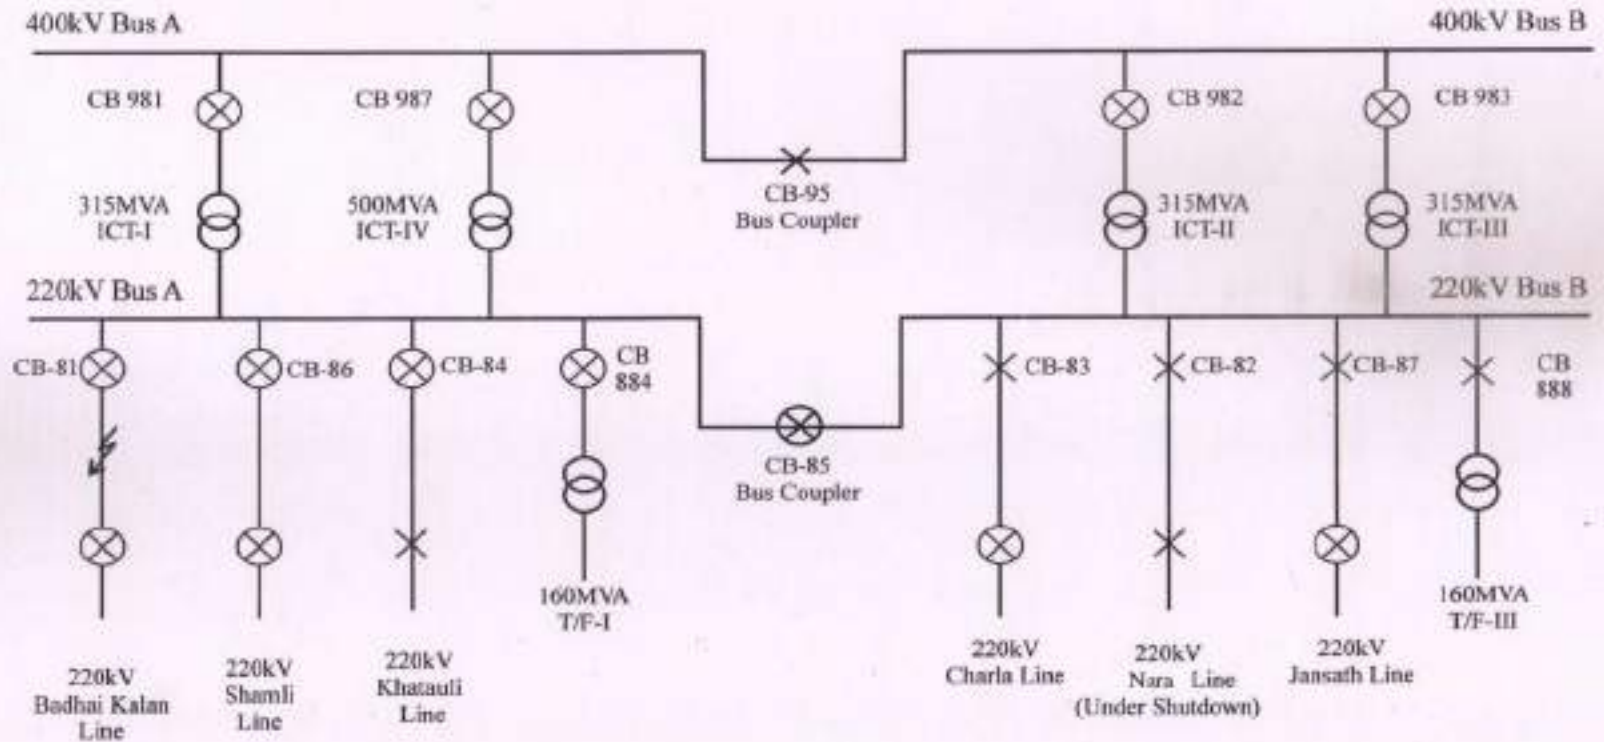 400kV Bus A
400kV Bus B
CB 981
CB 987
CB 982
CB 983
315MVA
ICT-I
500MVA
ICT-IV
CB-95
Bus Coupler
315MVA
ICT-II
315MVA
ICT-III
220kV Bus A
220kV Bus B
CB-81
CB-86
CB-84
CB
884
CB-83
CB-82
CB-87
CB
888
CB-85
Bus Coupler
160MVA
T/F-I
160MVA
T/F-III
220kV
Badhai Kalan
Line
220kV
Shamli
Line
220kV
Khatauli
Line
220kV
Charla Line
220kV
Nara Line
(Under Shutdown)
220kV
Jansath Line